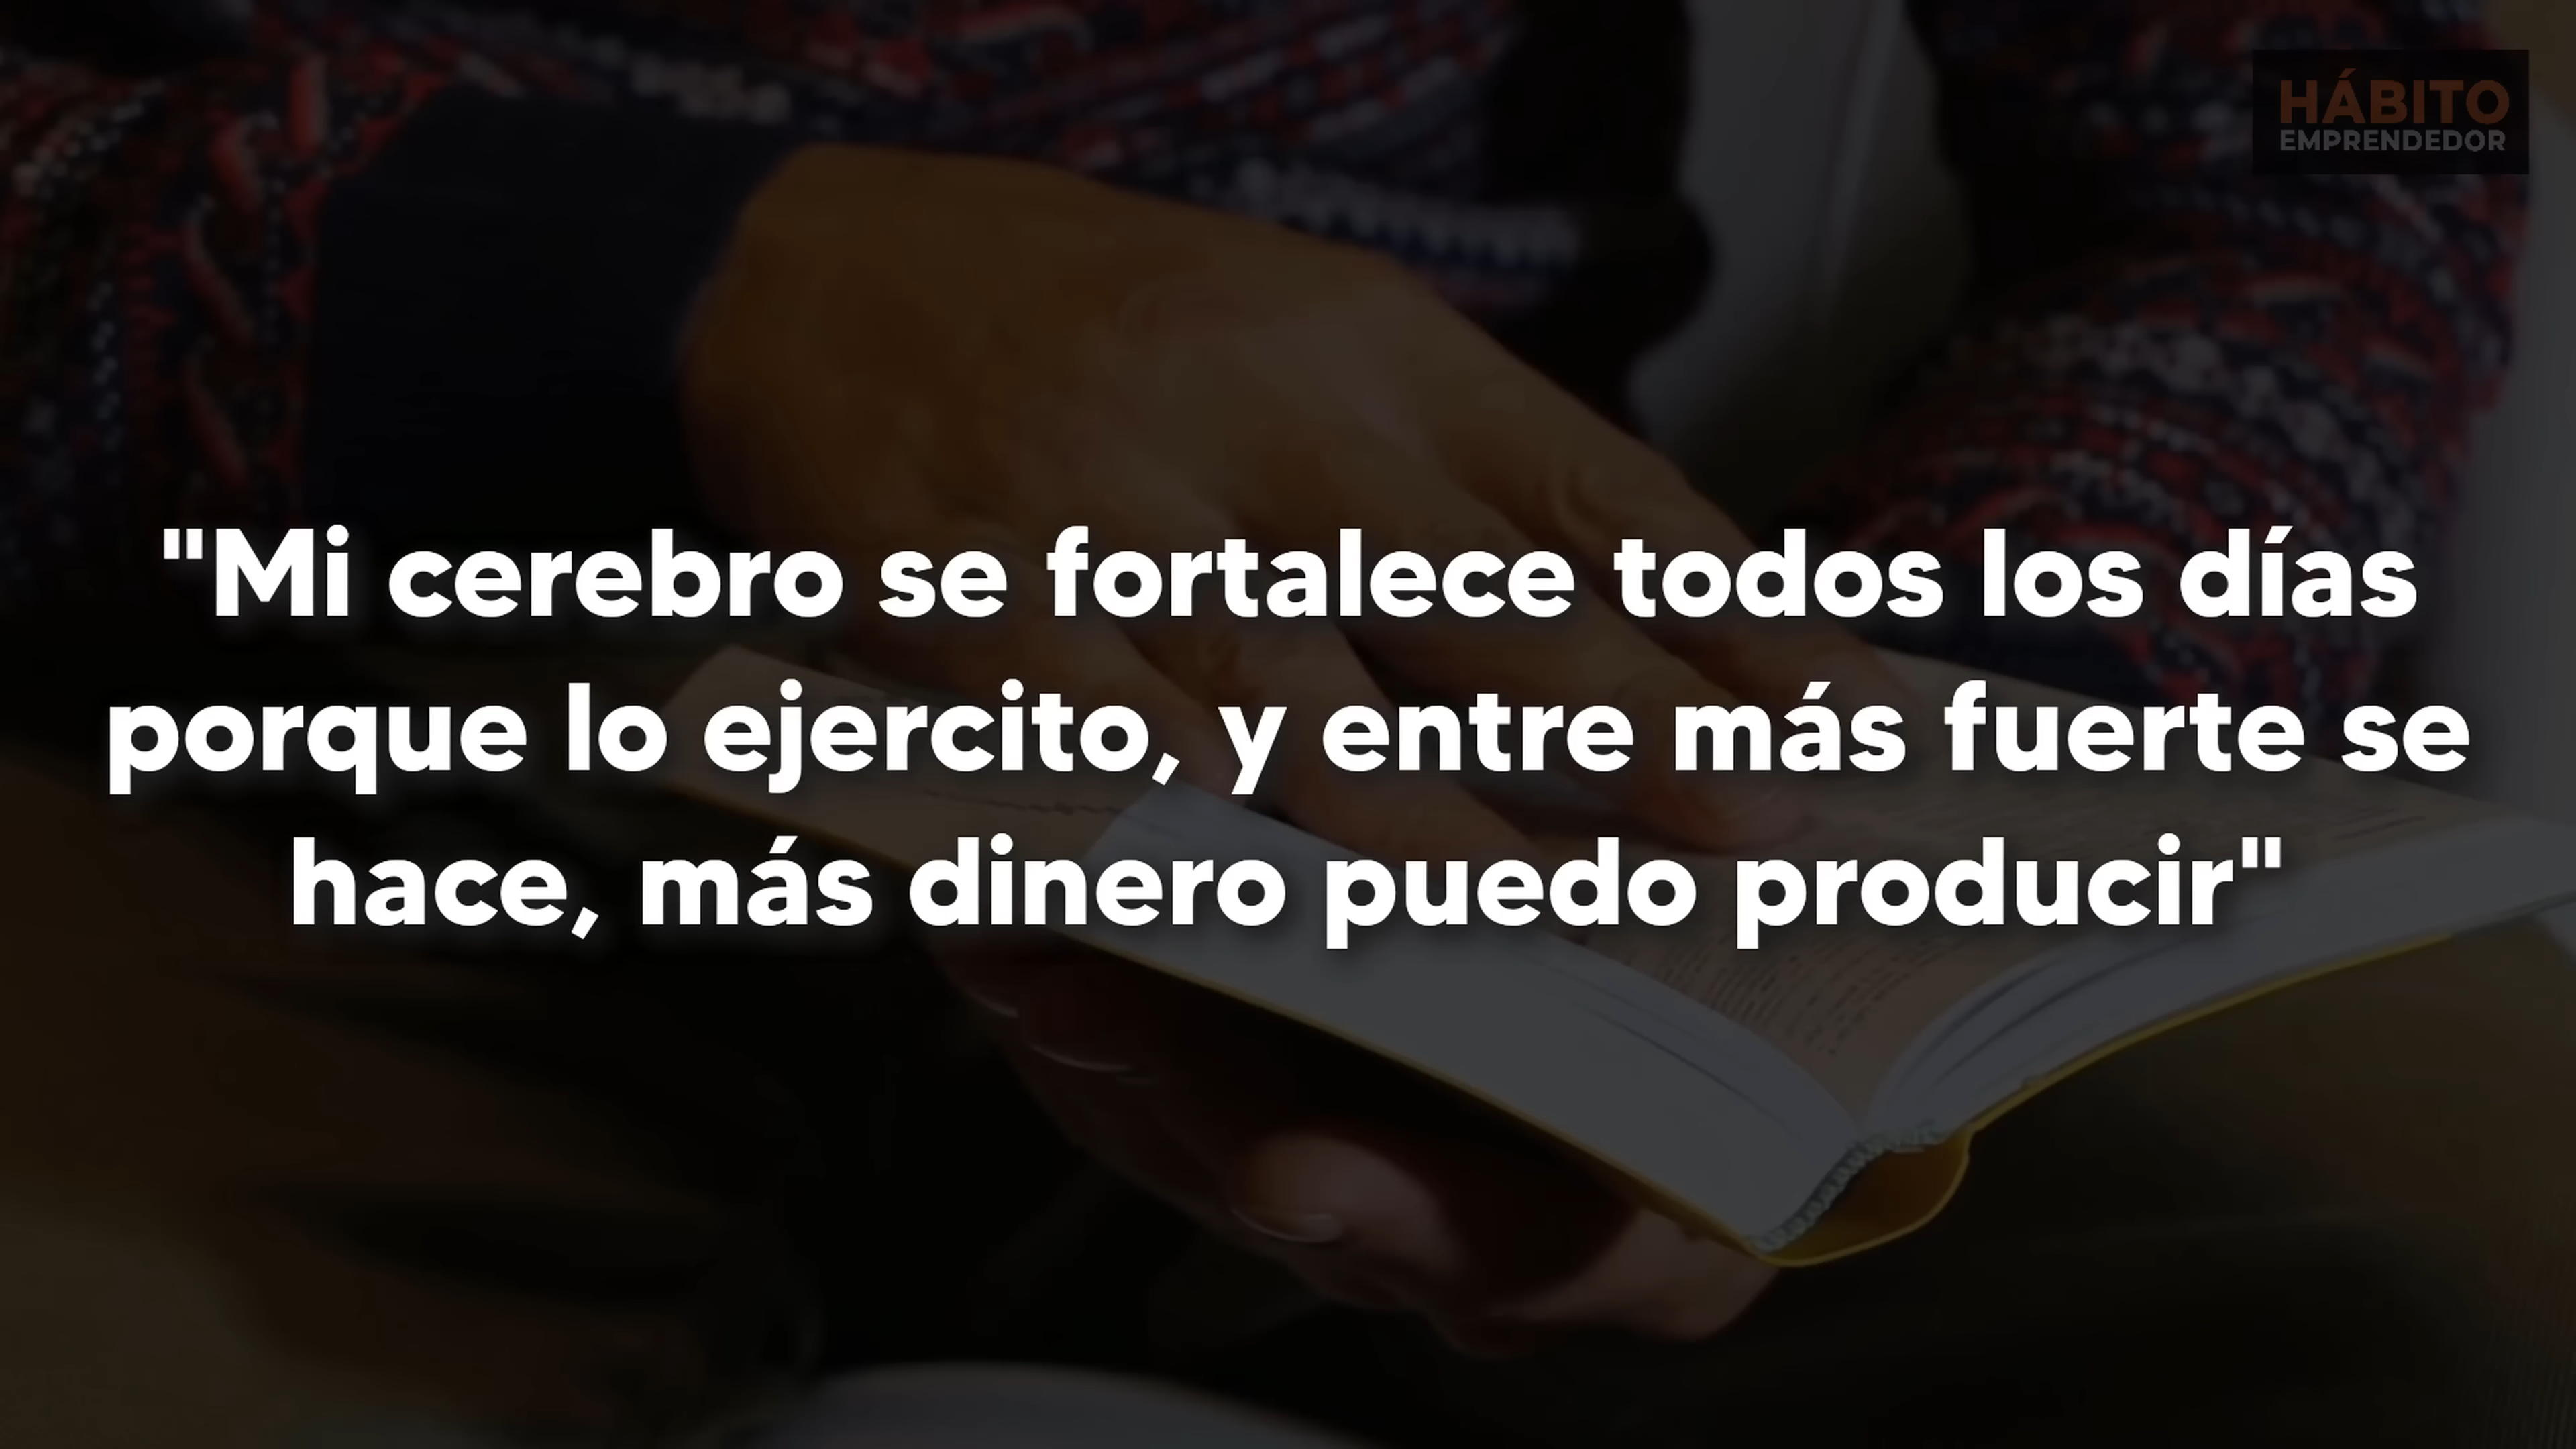 HÁBITO
EMPRENDEDOR
"Mi cerebro se fortalece todos los días
porque lo ejercito, y entre más fuerte se
hace, más dinero puedo producir"